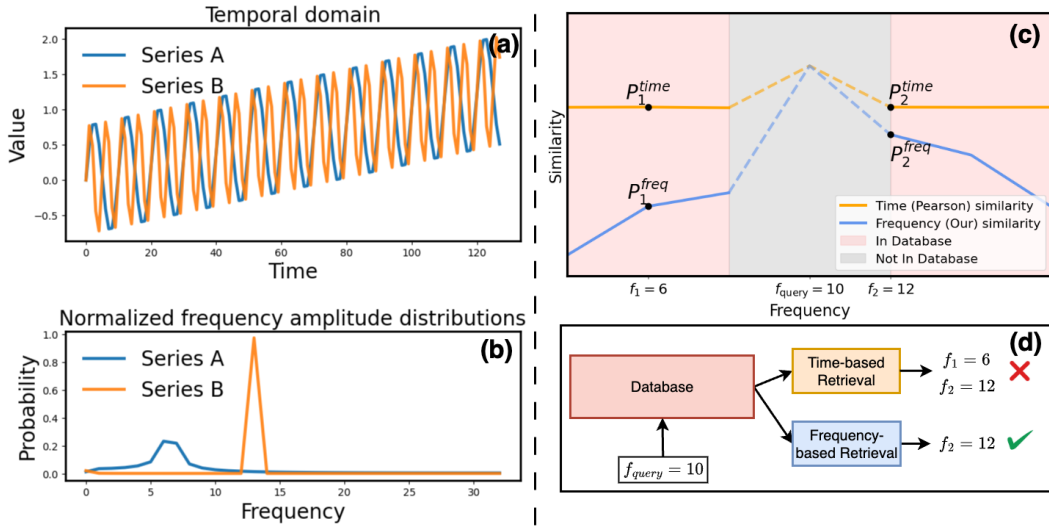 Temporal domain
(a)
Series A
Series B
2.0
1.5
1.0
0.5
0.0
−0.5
Value
0 20 40 60 80 100 120
Time
Normalized frequency amplitude distributions
(b)
Series A
Series B
1.0
0.8
0.6
0.4
0.2
0.0
Probability
0 5 10 15 20 25 30
Frequency
(c)
P_1^{time}
P_2^{time}
P_1^{freq}
P_2^{freq}
Similarity
Time (Pearson) similarity
Frequency (Our) similarity
In Database
Not In Database
f_1 = 6
f_{query} = 10
f_2 = 12
Frequency
(d)
Database
f_{query} = 10
Time-based
Retrieval
f_1 = 6
f_2 = 12
Frequency-
based Retrieval
f_2 = 12